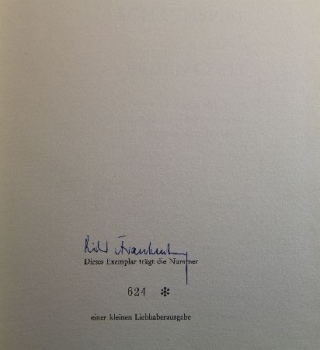 Dieses Exemplar trägt die Nummer
624 *
einer kleinen Liebhaberausgabe